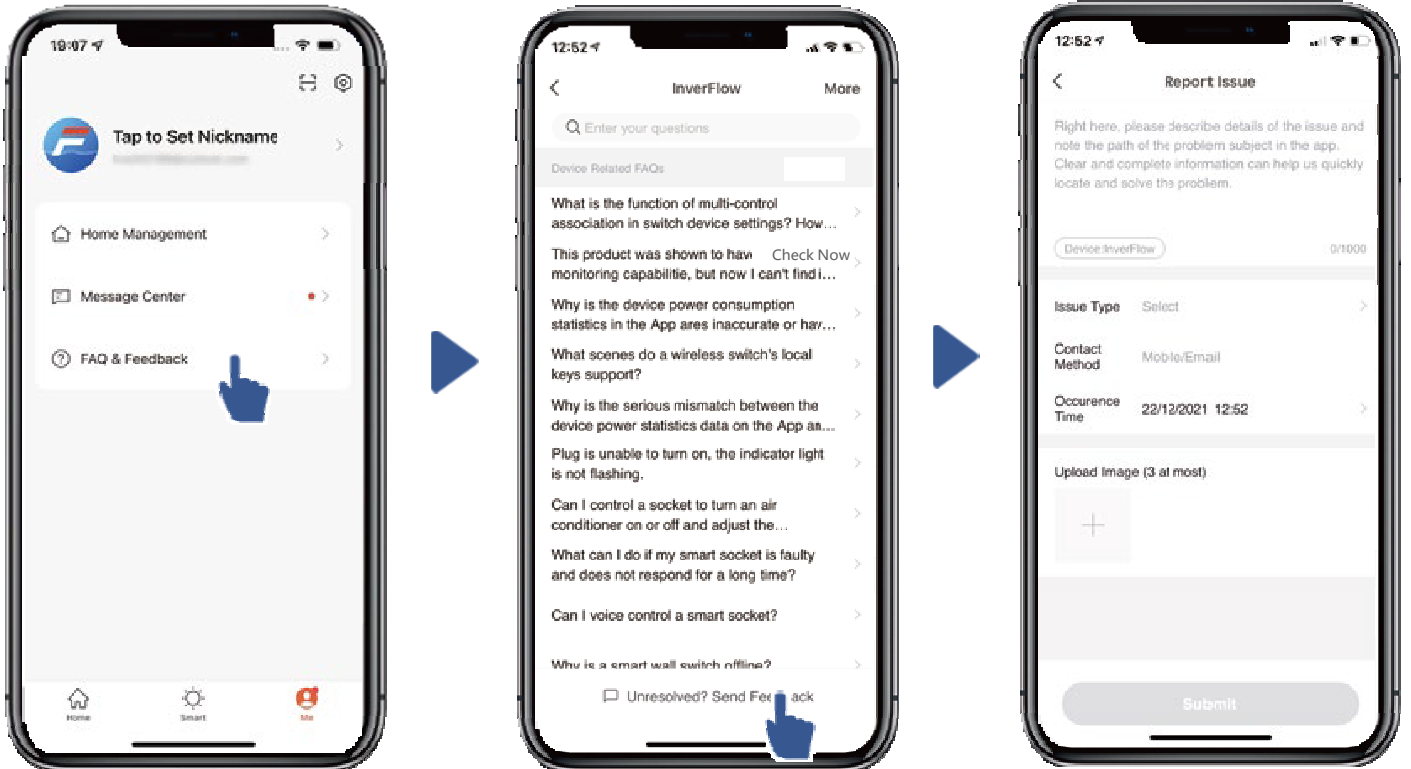 19:07
Tap to Set Nickname
Home Management
Message Center
FAQ & Feedback
Home
Smart
Me
12:52
InverFlow
More
Enter your questions
Device Related FAQs
What is the function of multi-control
association in switch device settings? How...
This product was shown to hav
Check Now
monitoring capabilitie, but now I can't find i...
Why is the device power consumption
statistics in the App ares inaccurate or hav...
What scenes do a wireless switch's local
keys support?
Why is the serious mismatch between the
device power statistics data on the App an...
Plug is unable to turn on, the indicator light
is not flashing.
Can I control a socket to turn an air
conditioner on or off and adjust the...
What can I do if my smart socket is faulty
and does not respond for a long time?
Can I voice control a smart socket?
Why is a smart wall switch offline?
Unresolved? Send Fee ack
12:52
Report Issue
Right here, please describe details of the issue and
note the path of the problem subject in the app.
Clear and complete information can help us quickly
locate and solve the problem.
Device:InverFlow
0/1000
Issue Type Select
Contact
Method
Mobile/Email
Occurence
Time
22/12/2021 12:52
Upload Image (3 at most)
Submit